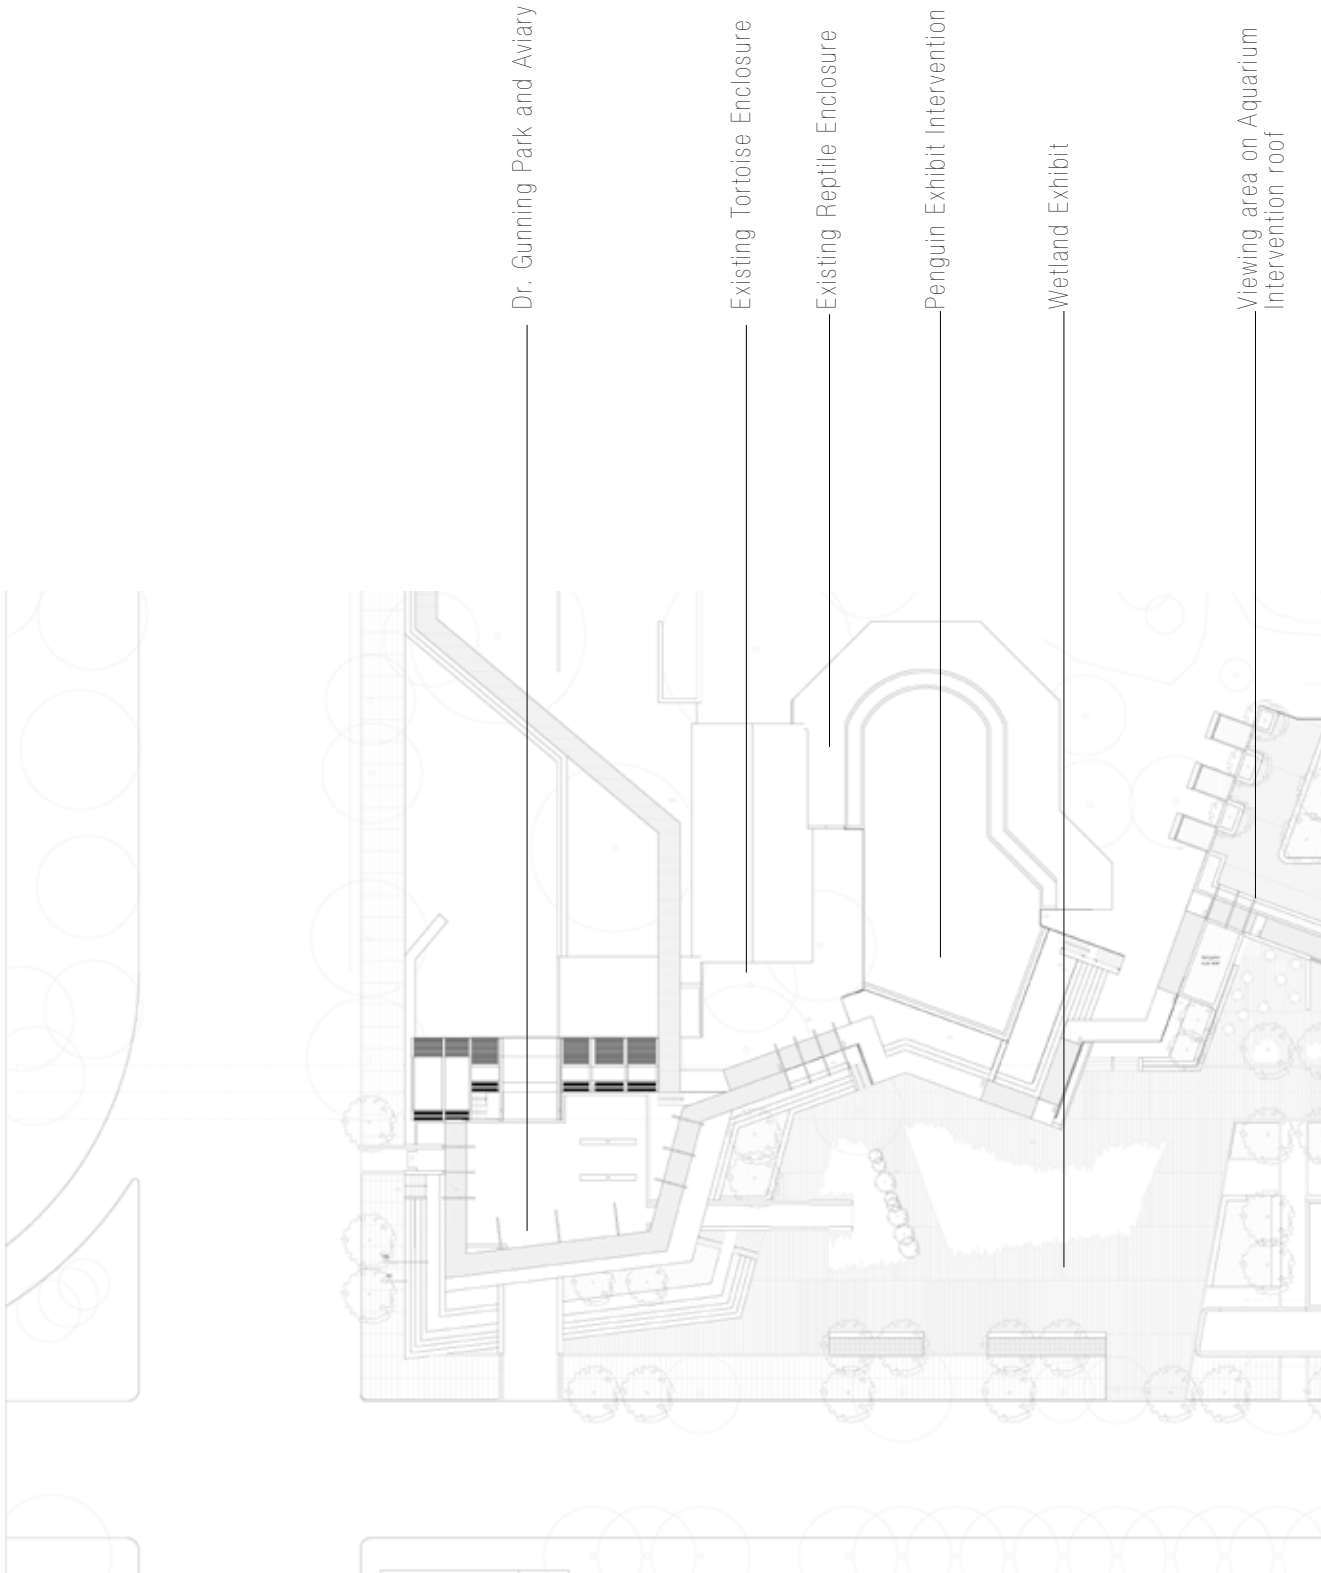 Dr. Gunning Park and Aviary
Existing Tortoise Enclosure
Existing Reptile Enclosure
Penguin Exhibit Intervention
Wetland Exhibit
Viewing area on Aquarium
Intervention roof